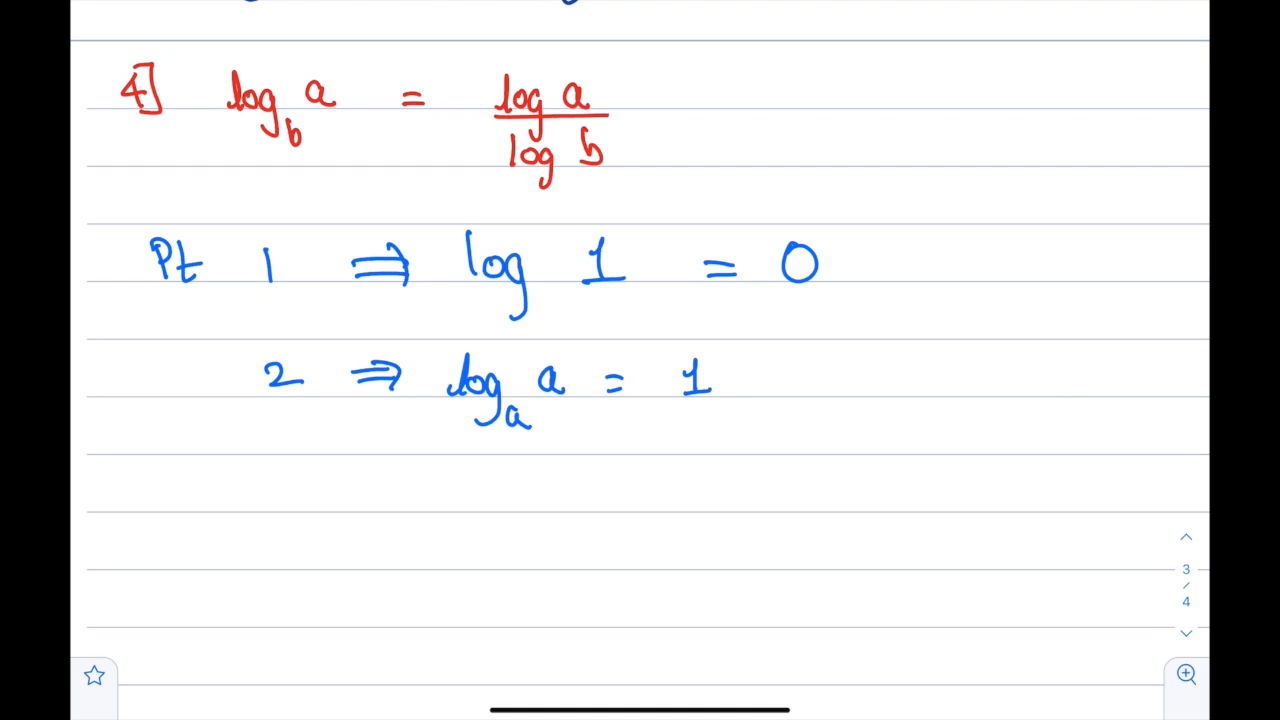 4] log_b a = log a / log b
Pt 1 ⇒ log 1 = 0
2 ⇒ log_a a = 1
3
/
4